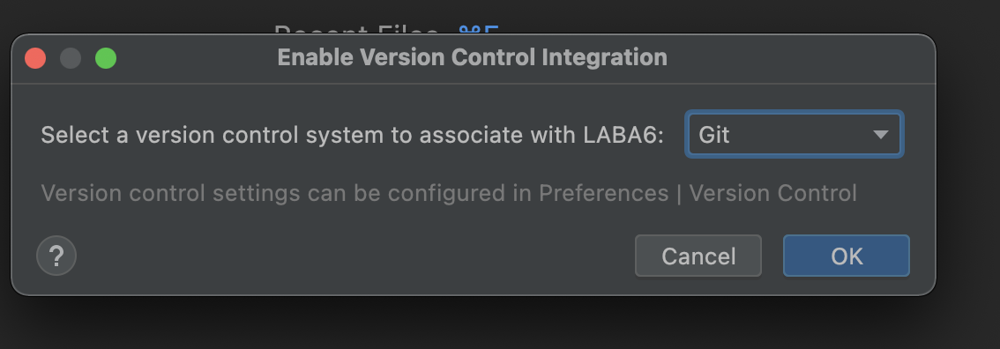 Recent Files ⌘E
Enable Version Control Integration
Select a version control system to associate with LABA6: Git
Version control settings can be configured in Preferences | Version Control
?
Cancel OK